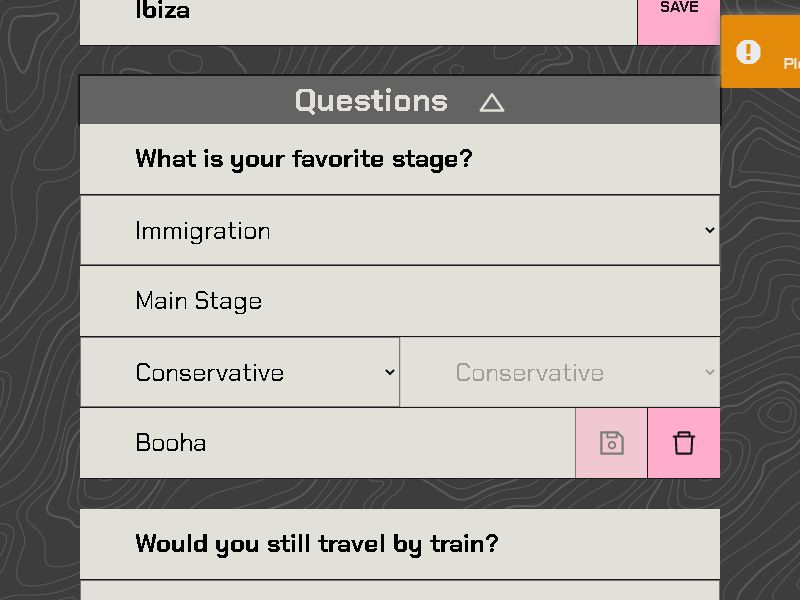 Ibiza
SAVE
Questions
What is your favorite stage?
Immigration
Main Stage
Conservative
Conservative
Booha
Would you still travel by train?